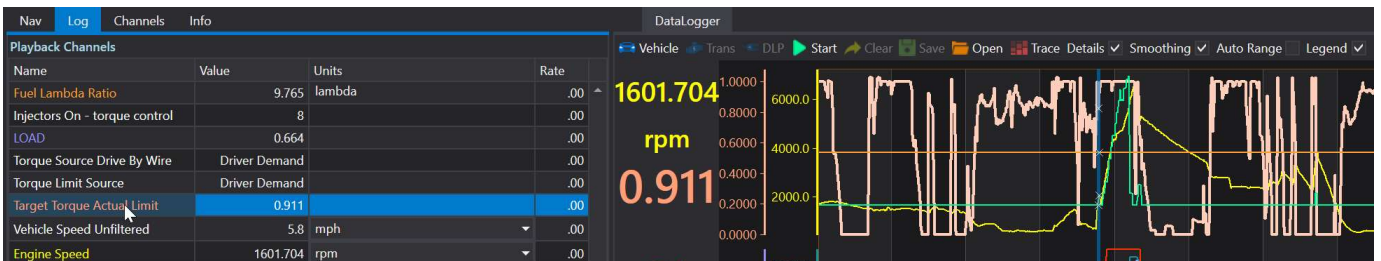 Nav Log Channels Info DataLogger
Playback Channels
Vehicle Trans DLP Start Clear Save Open Trace Details Smoothing Auto Range Legend
Name Value Units Rate
Fuel Lambda Ratio 9.765 lambda .00
Injectors On - torque control 8 .00
LOAD 0.664 .00
Torque Source Drive By Wire Driver Demand .00
Torque Limit Source Driver Demand .00
Target Torque Actual Limit 0.911 .00
Vehicle Speed Unfiltered 5.8 mph .00
Engine Speed 1601.704 rpm .00
1601.704
rpm
0.911
1.0000
0.8000
0.6000
0.4000
0.2000
0.0000
6000.0
4000.0
2000.0